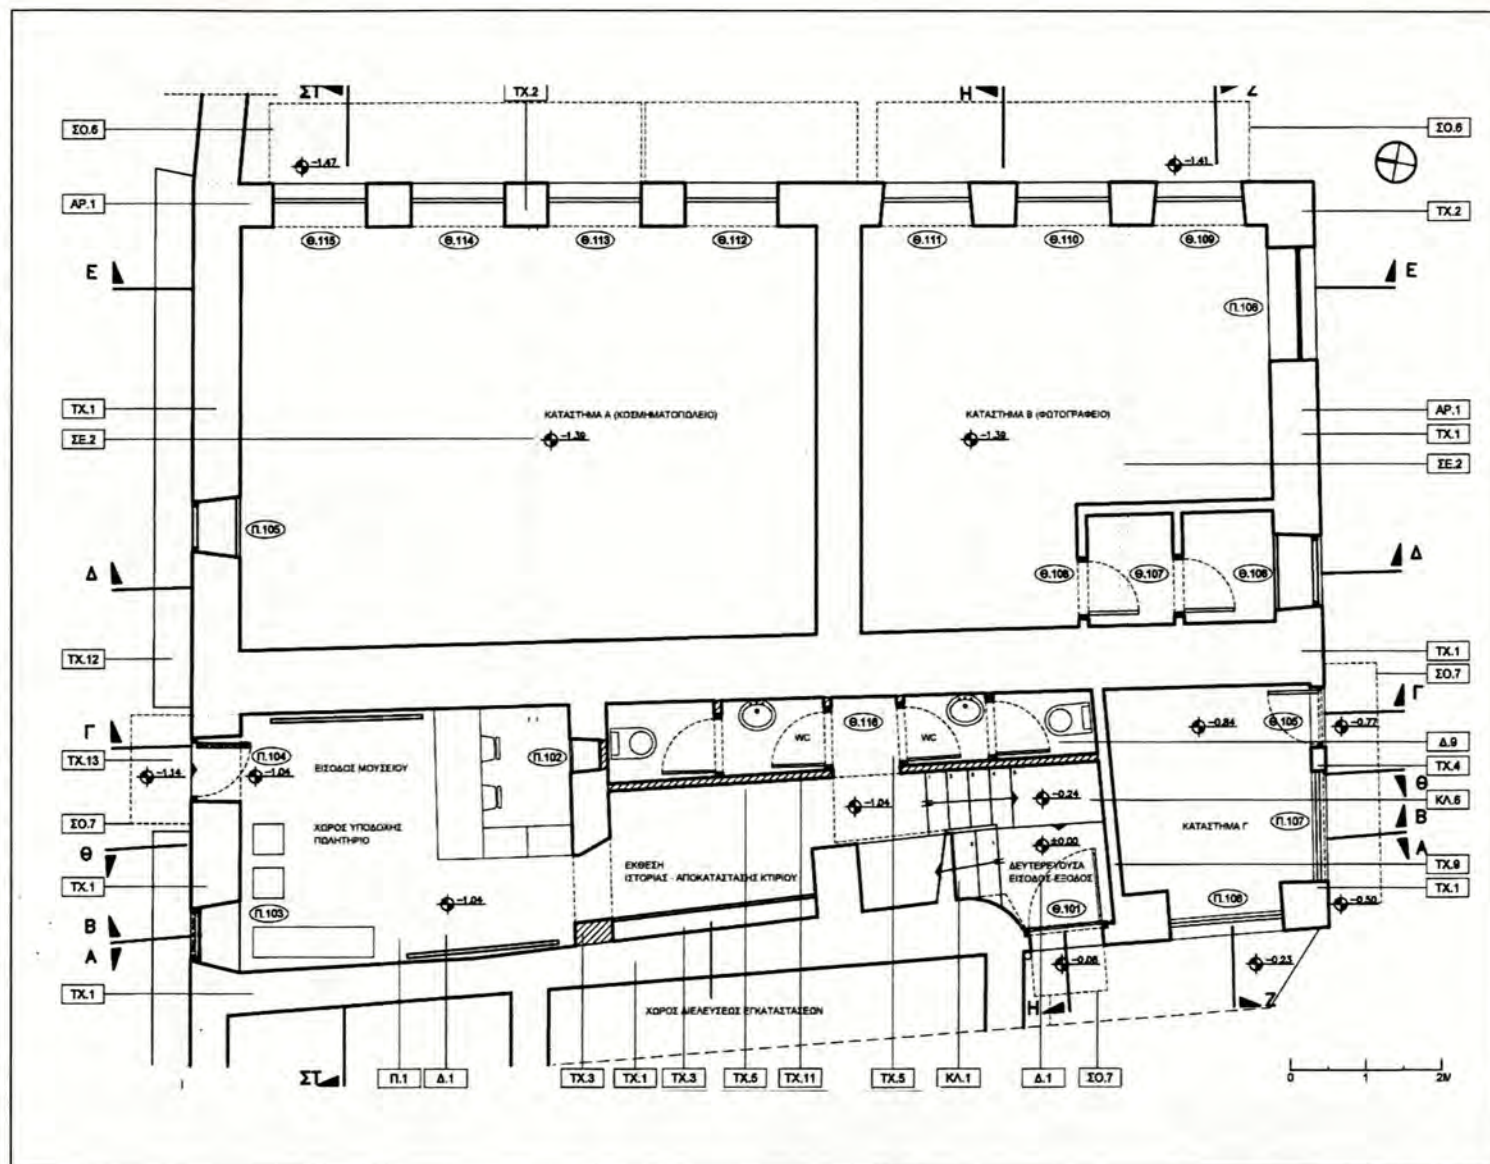 ΣΤ
ΤΧ.2
Η
Ζ
ΣΟ.6
-1.47
-1.41
ΣΟ.6
ΑΡ.1
ΤΧ.2
Θ.115
Θ.114
Θ.113
Θ.112
Θ.111
Θ.110
Θ.109
Ε
Ε
Π.108
ΤΧ.1
ΚΑΤΑΣΤΗΜΑ Α (ΚΟΣΜΗΜΑΤΟΠΩΛΕΙΟ)
ΚΑΤΑΣΤΗΜΑ Β (ΦΩΤΟΓΡΑΦΕΙΟ)
ΑΡ.1
ΣΕ.2
-1.39
-1.39
ΤΧ.1
ΣΕ.2
Π.105
Δ
Θ.108
Θ.107
Θ.106
Δ
ΤΧ.12
ΤΧ.1
ΣΟ.7
Γ
Γ
ΤΧ.13
-1.14
Π.104
-1.04
ΕΙΣΟΔΟΣ ΜΟΥΣΕΙΟΥ
Π.102
WC
Θ.116
WC
-0.84
Θ.105
-0.77
Δ.9
ΤΧ.4
ΣΟ.7
Θ
ΧΩΡΟΣ ΥΠΟΔΟΧΗΣ
ΠΩΛΗΤΗΡΙΟ
-1.04
-0.24
ΚΛ.6
Θ
Β
Α
ΚΑΤΑΣΤΗΜΑ Γ
Π.107
±0.00
ΕΚΘΕΣΗ
ΙΣΤΟΡΙΑΣ - ΑΠΟΚΑΤΑΣΤΑΣΗΣ ΚΤΙΡΙΟΥ
ΔΕΥΤΕΡΕΥΟΥΣΑ
ΕΙΣΟΔΟΣ-ΕΞΟΔΟΣ
ΤΧ.9
ΤΧ.1
ΤΧ.1
Β
Α
Π.103
-1.04
Θ.101
Π.106
-0.50
-0.06
-0.23
ΤΧ.1
ΧΩΡΟΣ ΔΙΕΛΕΥΣΕΩΣ ΕΓΚΑΤΑΣΤΑΣΕΩΝ
Η
Ζ
ΣΤ
Π.1
Δ.1
ΤΧ.3
ΤΧ.1
ΤΧ.3
ΤΧ.5
ΤΧ.11
ΤΧ.5
ΚΛ.1
Δ.1
ΣΟ.7
0 1 2Μ